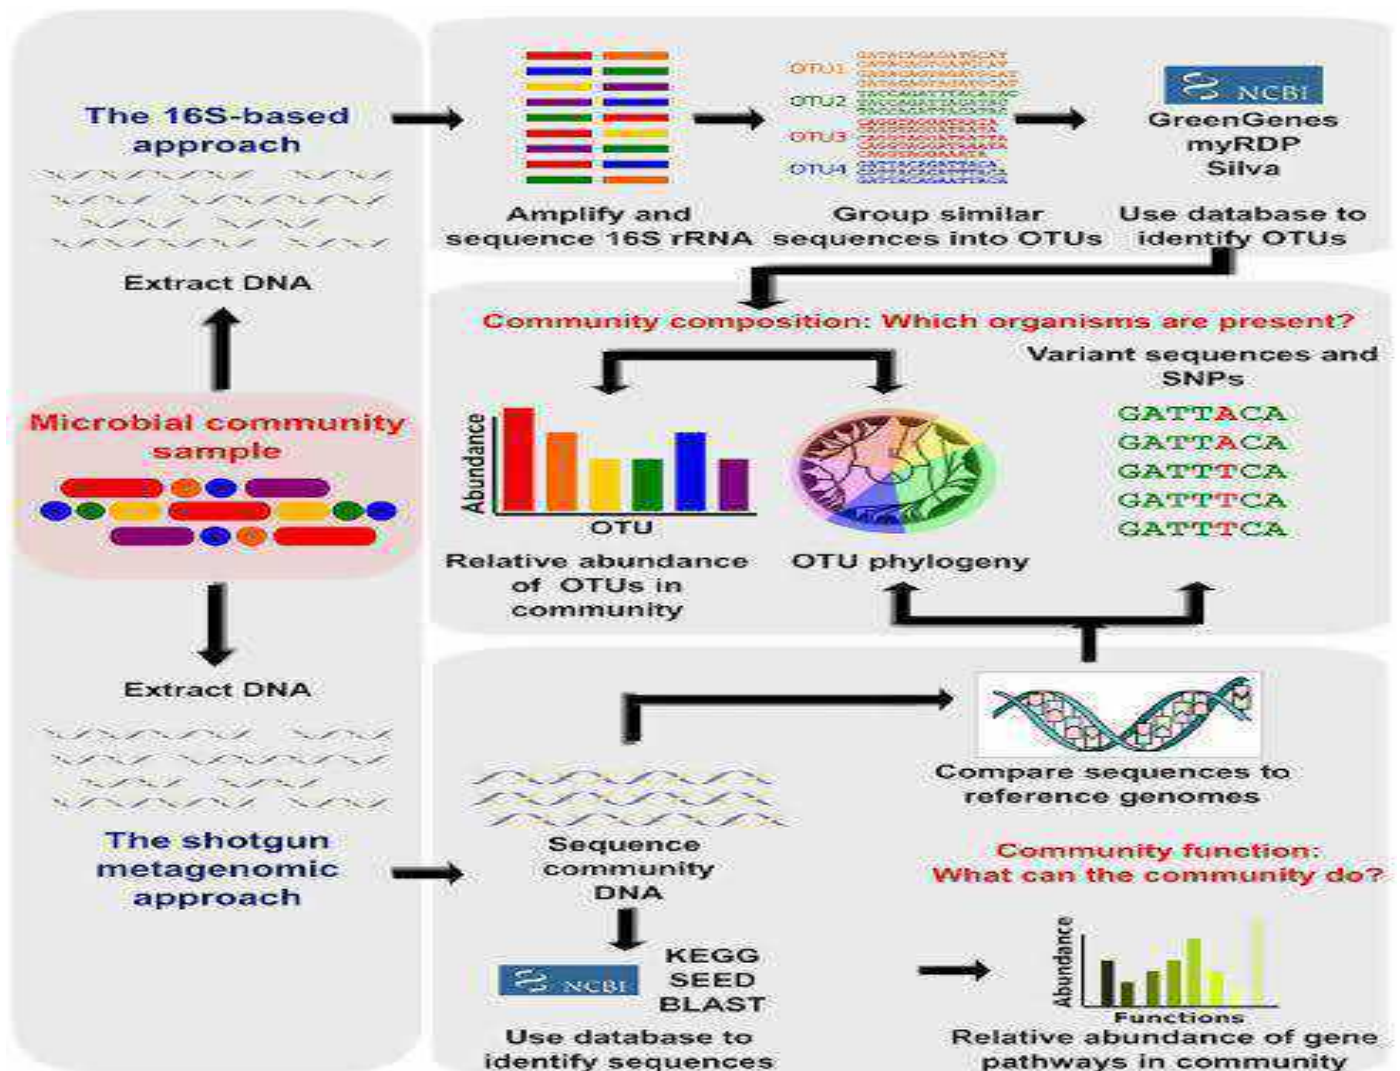 The 16S-based
approach
Extract DNA
Microbial community
sample
Extract DNA
The shotgun
metagenomic
approach
Amplify and
sequence 16S rRNA
OTU1
OTU2
OTU3
OTU4
Group similar
sequences into OTUs
NCBI
GreenGenes
myRDP
Silva
Use database to
identify OTUs
Community composition: Which organisms are present?
Abundance
OTU
Relative abundance
of OTUs in
community
OTU phylogeny
Variant sequences and
SNPs
GATTACA
GATTACA
GATTTCA
GATTTCA
GATTTCA
Sequence
community
DNA
Compare sequences to
reference genomes
NCBI
KEGG
SEED
BLAST
Use database to
identify sequences
Community function:
What can the community do?
Abundance
Functions
Relative abundance of gene
pathways in community